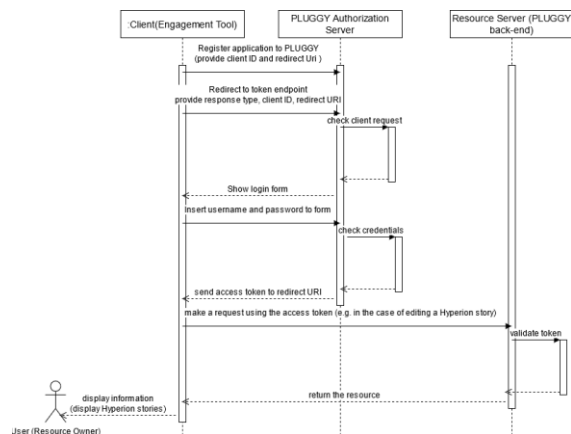 :Client(Engagement Tool)
PLUGGY Authorization
Server
Resource Server (PLUGGY
back-end)
Register application to PLUGGY
(provide client ID and redirect Uri )
Redirect to token endpoint
provide response type, client ID, redirect URI
check client request
Show login form
Insert username and password to form
check credentials
send access token to redirect URI
make a request using the access token (e.g. in the case of editing a Hyperion story)
validate token
return the resource
display information
(display Hyperion stories)
User (Resource Owner)